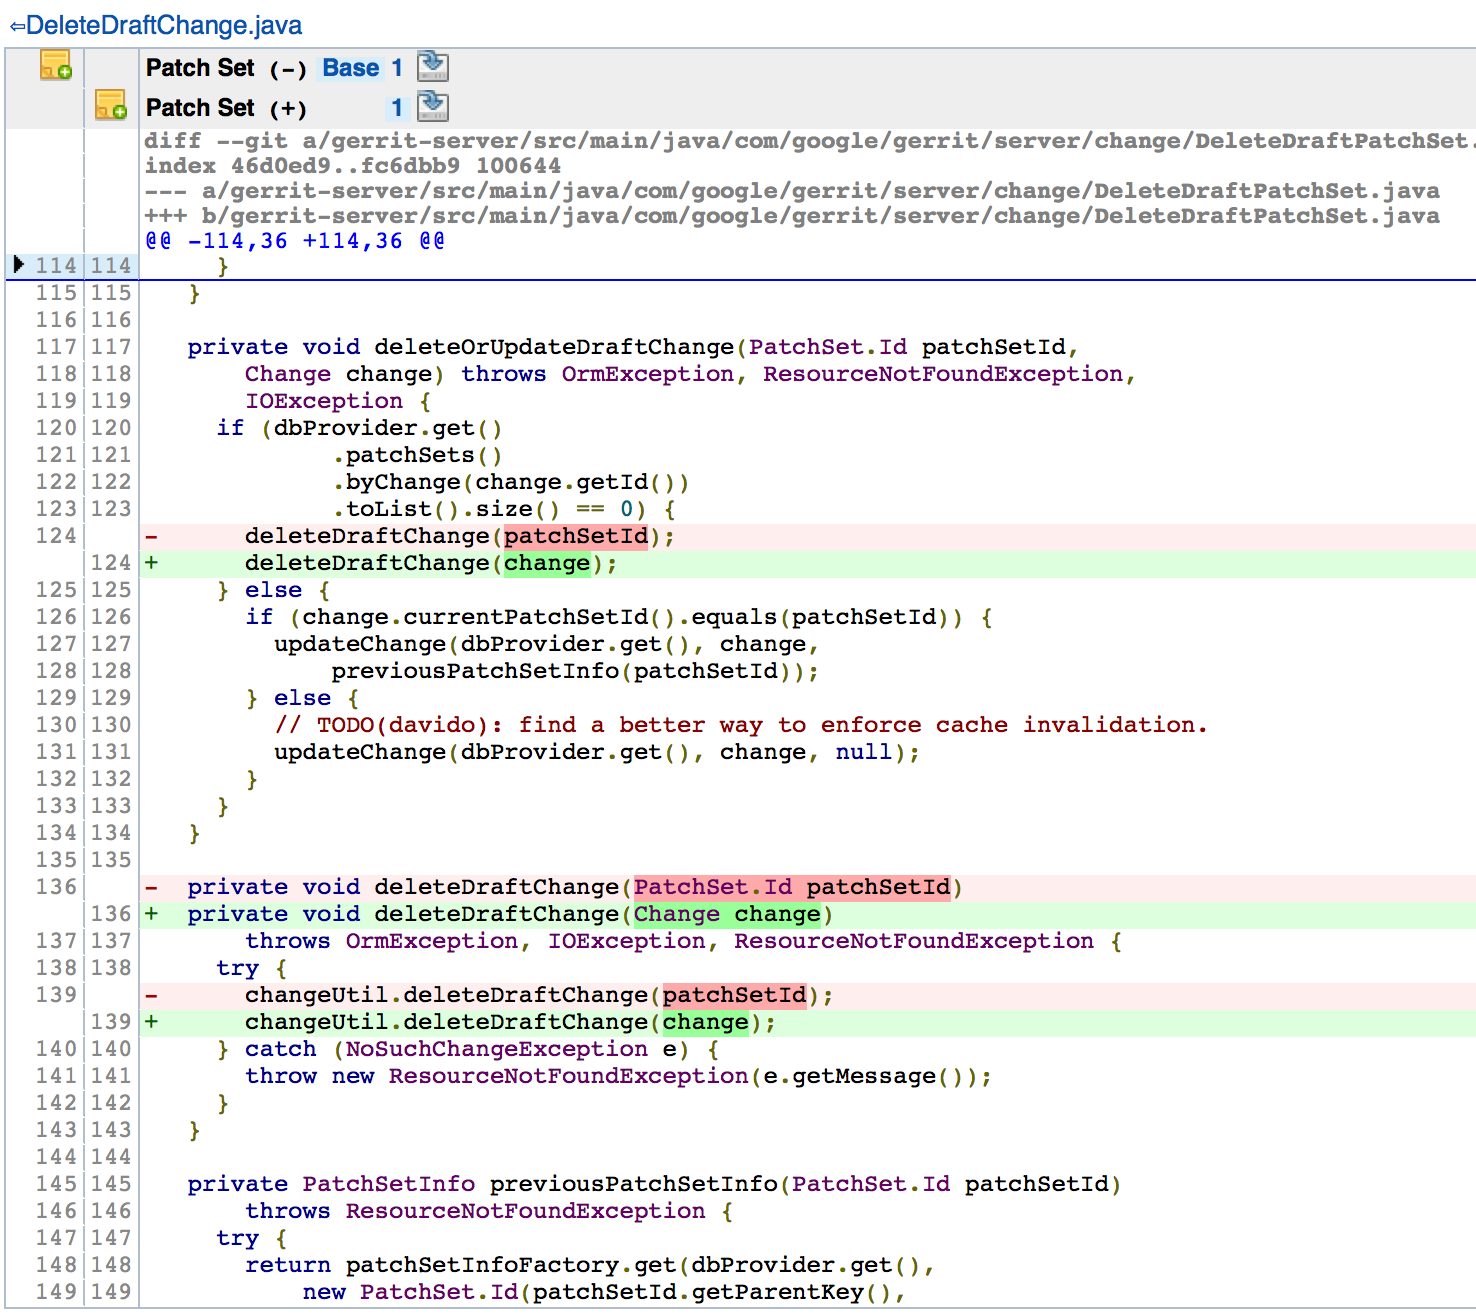 ⇦DeleteDraftChange.java
Patch Set (-) Base 1
Patch Set (+) 1
diff --git a/gerrit-server/src/main/java/com/google/gerrit/server/change/DeleteDraftPatchSet.
index 46d0ed9..fc6dbb9 100644
--- a/gerrit-server/src/main/java/com/google/gerrit/server/change/DeleteDraftPatchSet.java
+++ b/gerrit-server/src/main/java/com/google/gerrit/server/change/DeleteDraftPatchSet.java
@@ -114,36 +114,36 @@
114 114     }
115 115   }
116 116
117 117   private void deleteOrUpdateDraftChange(PatchSet.Id patchSetId,
118 118       Change change) throws OrmException, ResourceNotFoundException,
119 119       IOException {
120 120     if (dbProvider.get()
121 121             .patchSets()
122 122             .byChange(change.getId())
123 123             .toList().size() == 0) {
124 -       deleteDraftChange(patchSetId);
124 +       deleteDraftChange(change);
125 125     } else {
126 126       if (change.currentPatchSetId().equals(patchSetId)) {
127 127         updateChange(dbProvider.get(), change,
128 128             previousPatchSetInfo(patchSetId));
129 129       } else {
130 130         // TODO(davido): find a better way to enforce cache invalidation.
131 131         updateChange(dbProvider.get(), change, null);
132 132       }
133 133     }
134 134   }
135 135
136 -   private void deleteDraftChange(PatchSet.Id patchSetId)
136 +   private void deleteDraftChange(Change change)
137 137       throws OrmException, IOException, ResourceNotFoundException {
138 138     try {
139 -       changeUtil.deleteDraftChange(patchSetId);
139 +       changeUtil.deleteDraftChange(change);
140 140     } catch (NoSuchChangeException e) {
141 141       throw new ResourceNotFoundException(e.getMessage());
142 142     }
143 143   }
144 144
145 145   private PatchSetInfo previousPatchSetInfo(PatchSet.Id patchSetId)
146 146       throws ResourceNotFoundException {
147 147     try {
148 148       return patchSetInfoFactory.get(dbProvider.get(),
149 149           new PatchSet.Id(patchSetId.getParentKey(),